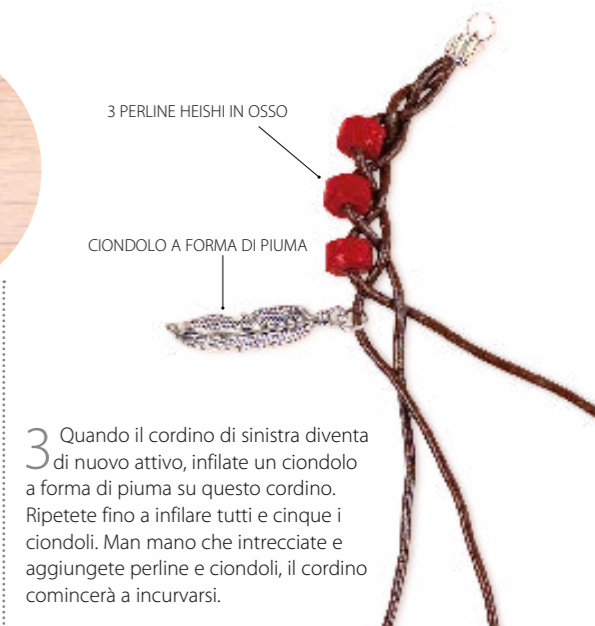 3 PERLINE HEISHI IN OSSO
CIONDOLO A FORMA DI PIUMA
3 Quando il cordino di sinistra diventa
di nuovo attivo, infilate un ciondolo
a forma di piuma su questo cordino.
Ripetete fino a infilare tutti e cinque i
ciondoli. Man mano che intrecciate e
aggiungete perline e ciondoli, il cordino
comincerà a incurvarsi.